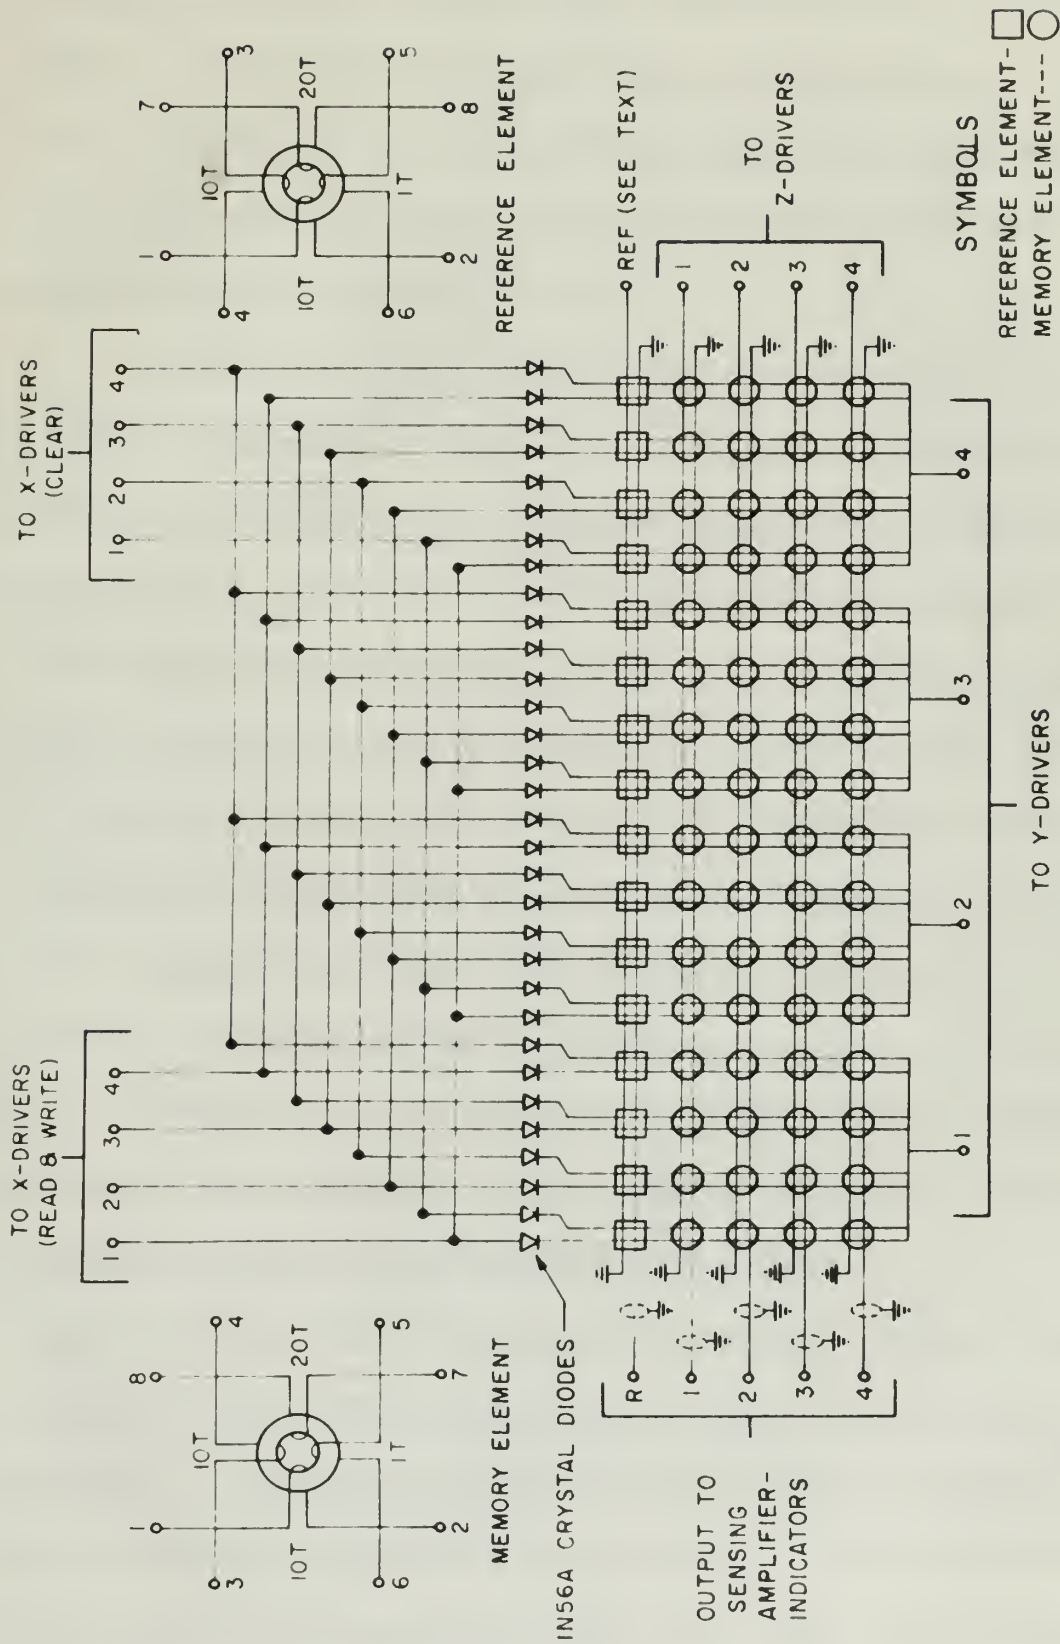 TO X-DRIVERS
(READ & WRITE)
1 2 3 4
TO X-DRIVERS
(CLEAR)
1 2 3 4
1
8
3
4
10T
10T
20T
1T
6
5
2
7
MEMORY ELEMENT
1
7
4
3
10T
10T
20T
1T
6
5
2
8
REFERENCE ELEMENT
IN56A CRYSTAL DIODES
OUTPUT TO
SENSING
AMPLIFIER-
INDICATORS
R
1
2
3
4
REF (SEE TEXT)
1
2
3
4
TO
Z-DRIVERS
1 2 3 4
TO Y-DRIVERS
SYMBOLS
REFERENCE ELEMENT-
MEMORY ELEMENT---